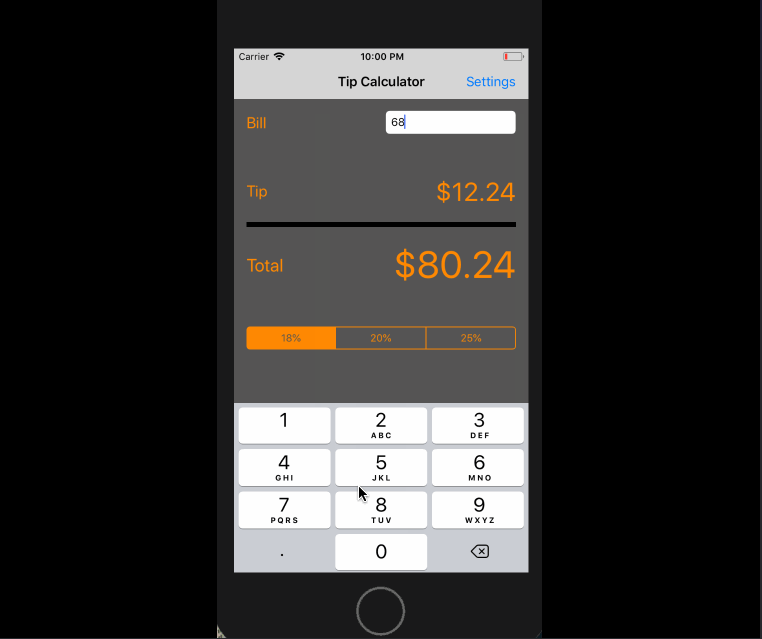 Carrier 10:00 PM
Tip Calculator Settings
Bill 68
Tip $12.24
Total $80.24
18% 20% 25%
1 2 3
ABC DEF
4 5 6
GHI JKL MNO
7 8 9
PQRS TUV WXYZ
. 0